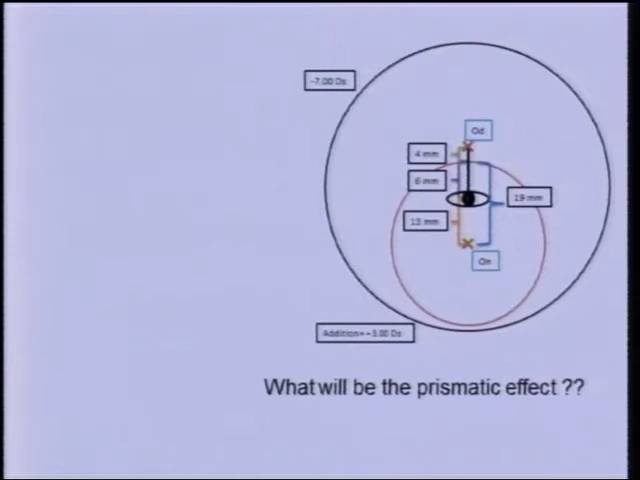 -7.00 Ds
Od
4 mm
6 mm
19 mm
13 mm
On
Addition=+3.00 Ds
What will be the prismatic effect ??